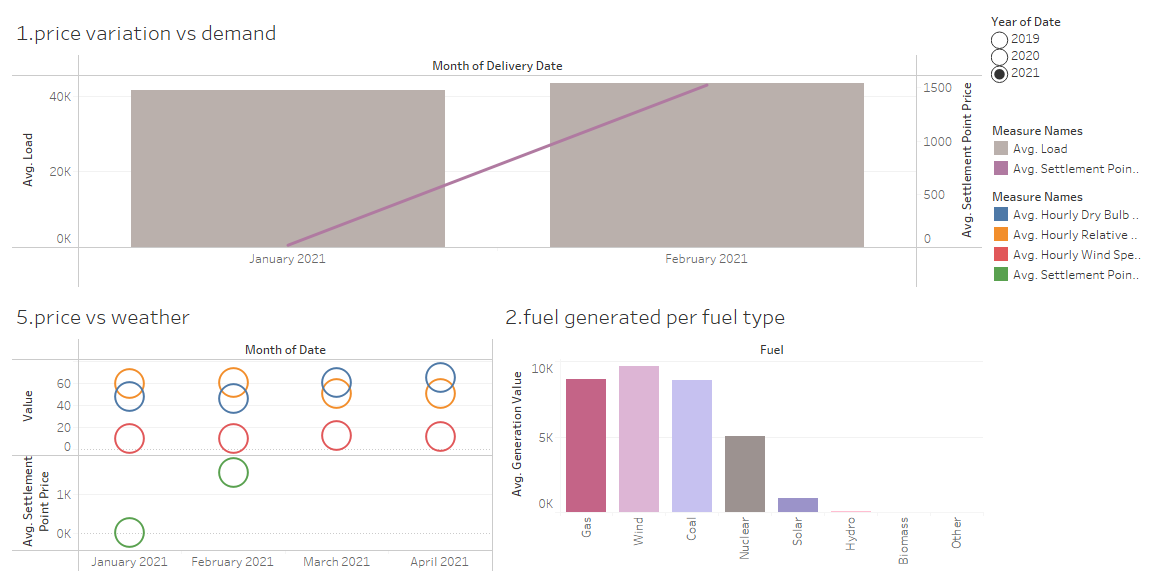 1.price variation vs demand
Month of Delivery Date
Avg. Load
40K
20K
0K
1500
1000
500
0
Avg. Settlement Point Price
January 2021
February 2021
Year of Date
2019
2020
2021
Measure Names
Avg. Load
Avg. Settlement Poin..
Measure Names
Avg. Hourly Dry Bulb ..
Avg. Hourly Relative ..
Avg. Hourly Wind Spe..
Avg. Settlement Poin..
5.price vs weather
Month of Date
Value
60
40
20
0
Avg. Settlement
Point Price
1K
0K
January 2021
February 2021
March 2021
April 2021
2.fuel generated per fuel type
Fuel
Avg. Generation Value
10K
5K
0K
Gas
Wind
Coal
Nuclear
Solar
Hydro
Biomass
Other